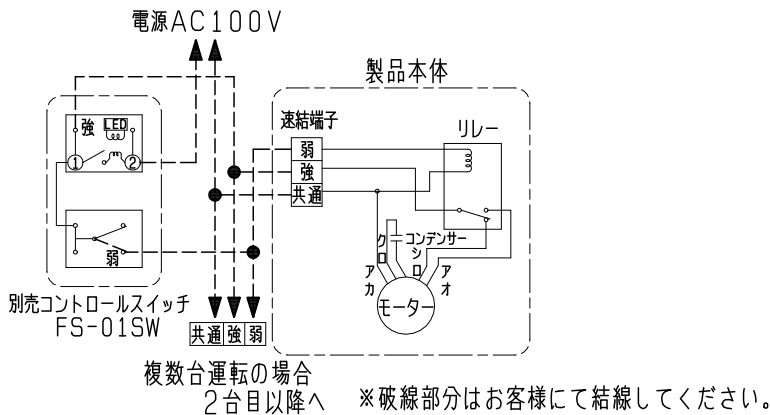 電源AC100V
製品本体
強 LED
① ②
弱
別売コントロールスイッチ
FS-01SW
速結端子
弱
強
共通
リレー
コンデンサー
クロ
シロ
アカ
アオ
モーター
共通 強 弱
複数台運転の場合
2台目以降へ
※破線部分はお客様にて結線してください。